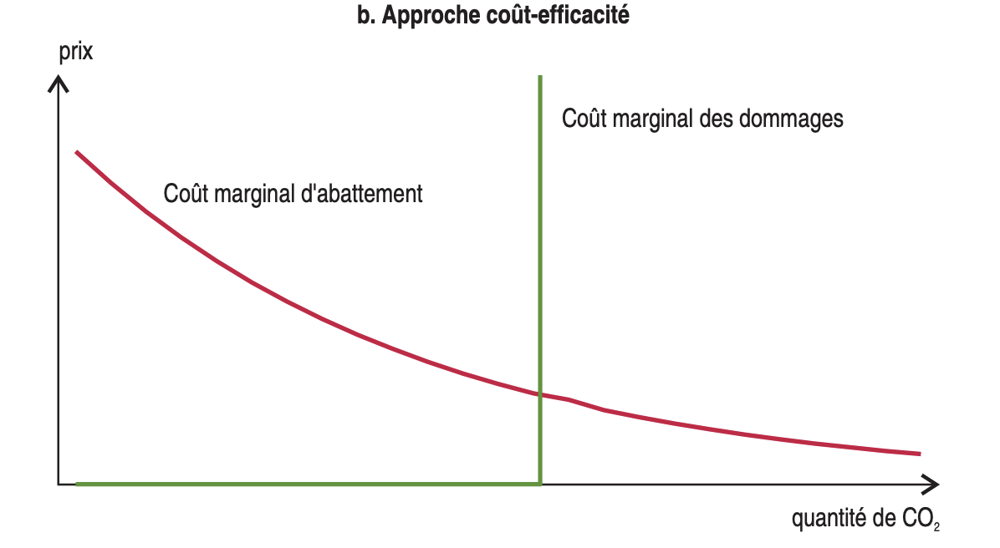 b. Approche coût-efficacité
prix
Coût marginal des dommages
Coût marginal d'abattement
quantité de CO₂